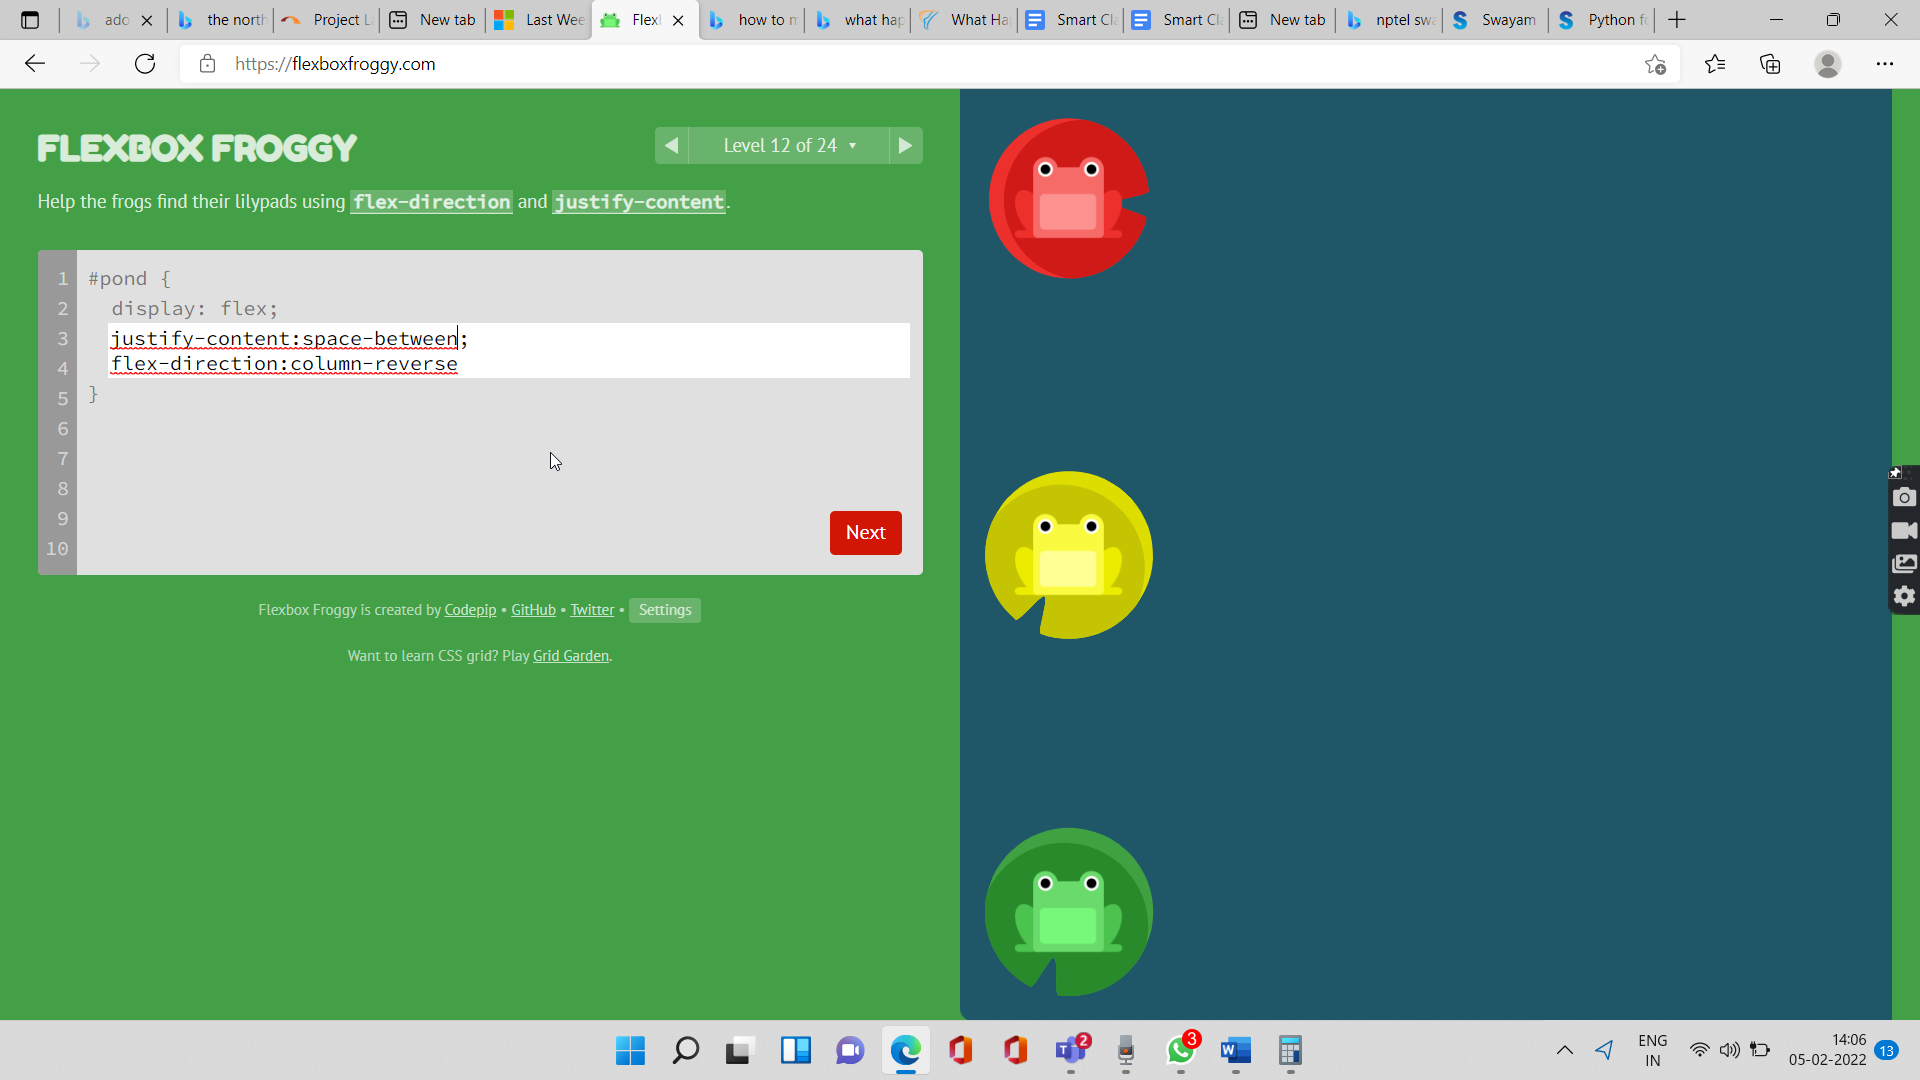 ado
the north
Project L
New tab
Last Wee
Flex
how to m
what hap
What Ha
Smart Cl
Smart Cl
New tab
nptel swa
Swayam
Python fo
https://flexboxfroggy.com
FLEXBOX FROGGY
Level 12 of 24
Help the frogs find their lilypads using flex-direction and justify-content.
1 #pond {
2 display: flex;
3 justify-content:space-between;
4 flex-direction:column-reverse
5 }
6
7
8
9
10
Next
Flexbox Froggy is created by Codepip • GitHub • Twitter • Settings
Want to learn CSS grid? Play Grid Garden.
2
3
ENG
IN
14:06
05-02-2022
13